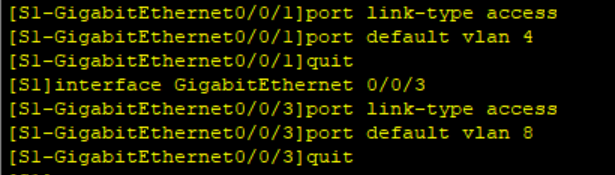 [S1-GigabitEthernet0/0/1]port link-type access
[S1-GigabitEthernet0/0/1]port default vlan 4
[S1-GigabitEthernet0/0/1]quit
[S1]interface GigabitEthernet 0/0/3
[S1-GigabitEthernet0/0/3]port link-type access
[S1-GigabitEthernet0/0/3]port default vlan 8
[S1-GigabitEthernet0/0/3]quit